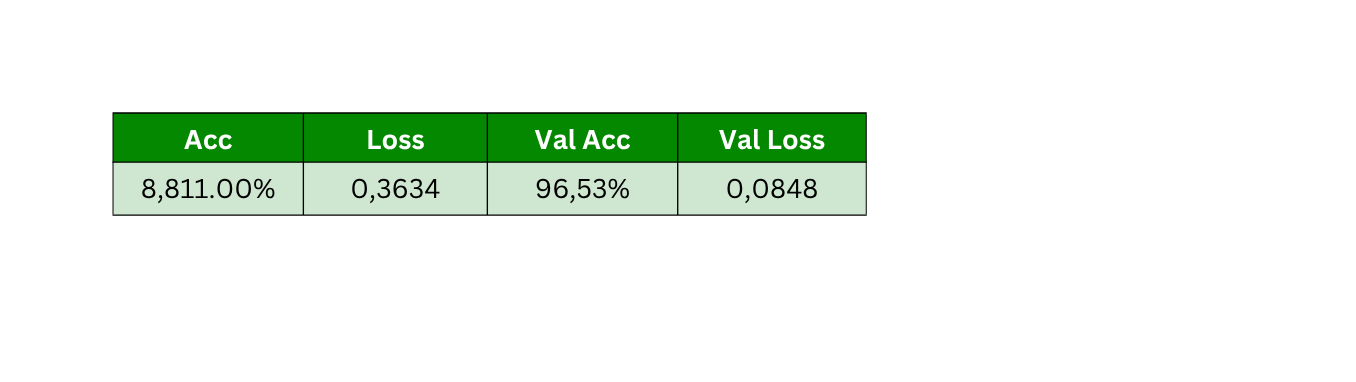 Acc Loss Val Acc Val Loss
8,811.00% 0,3634 96,53% 0,0848